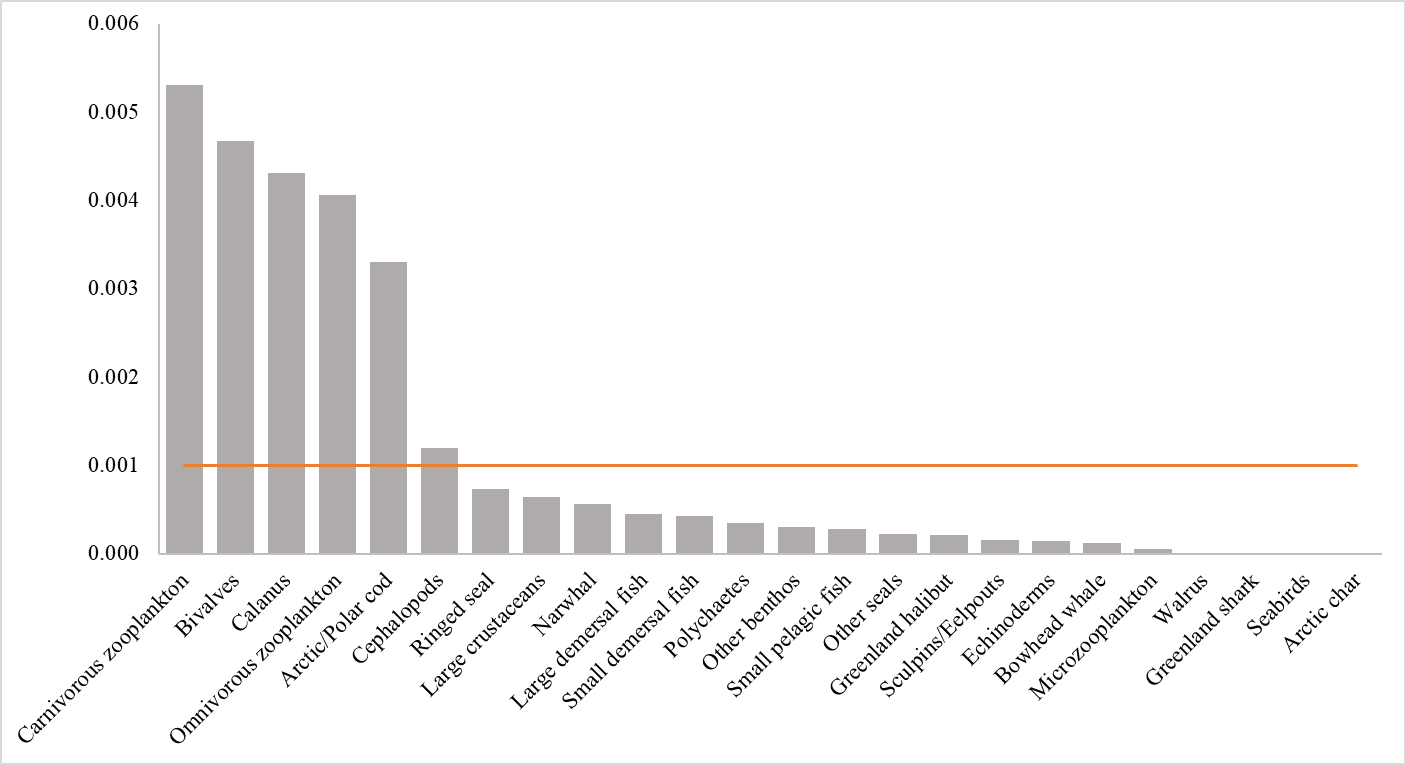 0.006
0.005
0.004
0.003
0.002
0.001
0.000
Carnivorous zooplankton
Bivalves
Calanus
Omnivorous zooplankton
Arctic/Polar cod
Cephalopods
Ringed seal
Large crustaceans
Narwhal
Large demersal fish
Small demersal fish
Polychaetes
Other benthos
Small pelagic fish
Other seals
Greenland halibut
Sculpins/Eelpouts
Echinoderms
Bowhead whale
Microzooplankton
Walrus
Greenland shark
Seabirds
Arctic char